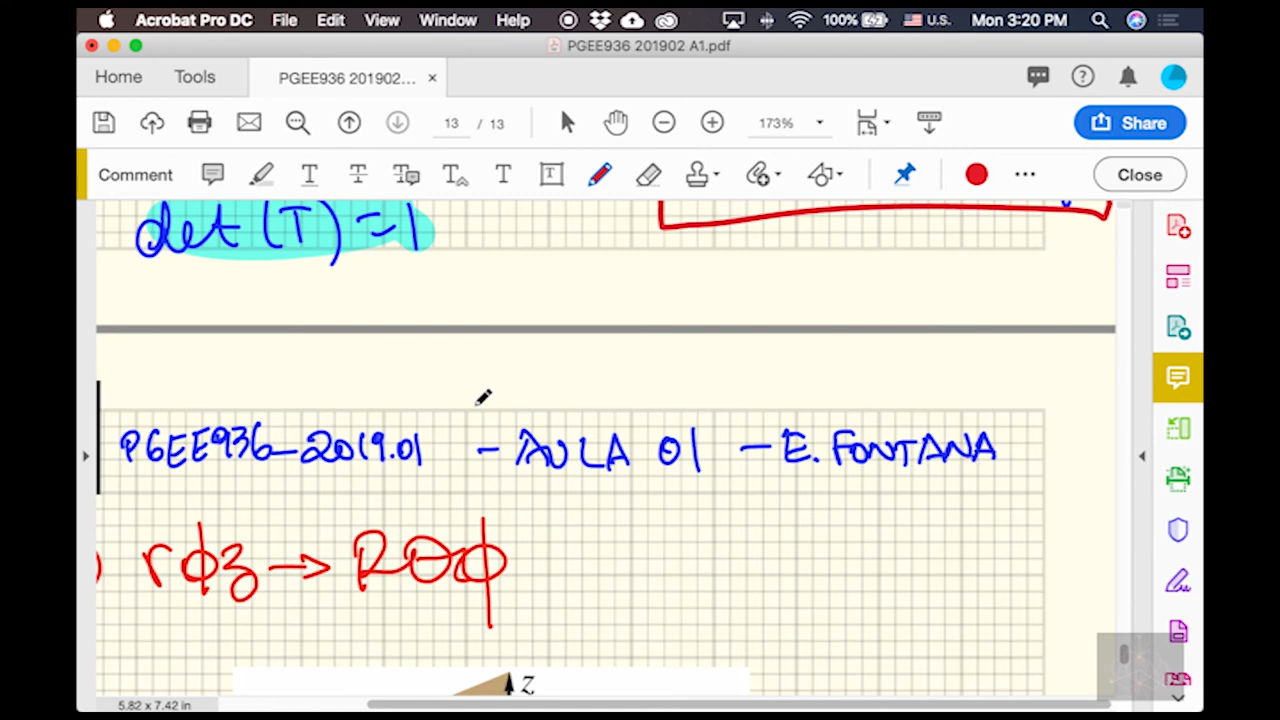 Acrobat Pro DC File Edit View Window Help 100% U.S. Mon 3:20 PM
PGEE936 201902 A1.pdf
Home Tools PGEE936 201902... ×
13 / 13 173% Share
Comment Close
det(T)=1
PGEE936-2019.01 - AULA 01 - E. FONTANA
) rϕz → Rθϕ
z
5.82 x 7.42 in